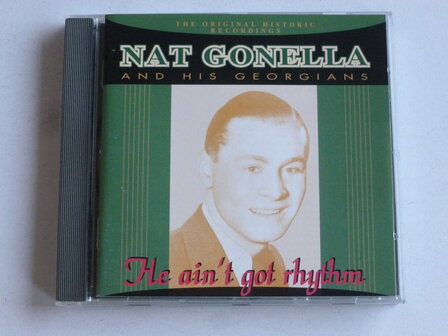 THE ORIGINAL HISTORIC
RECORDINGS
NAT GONELLA
AND HIS GEORGIANS
He ain't got rhythm